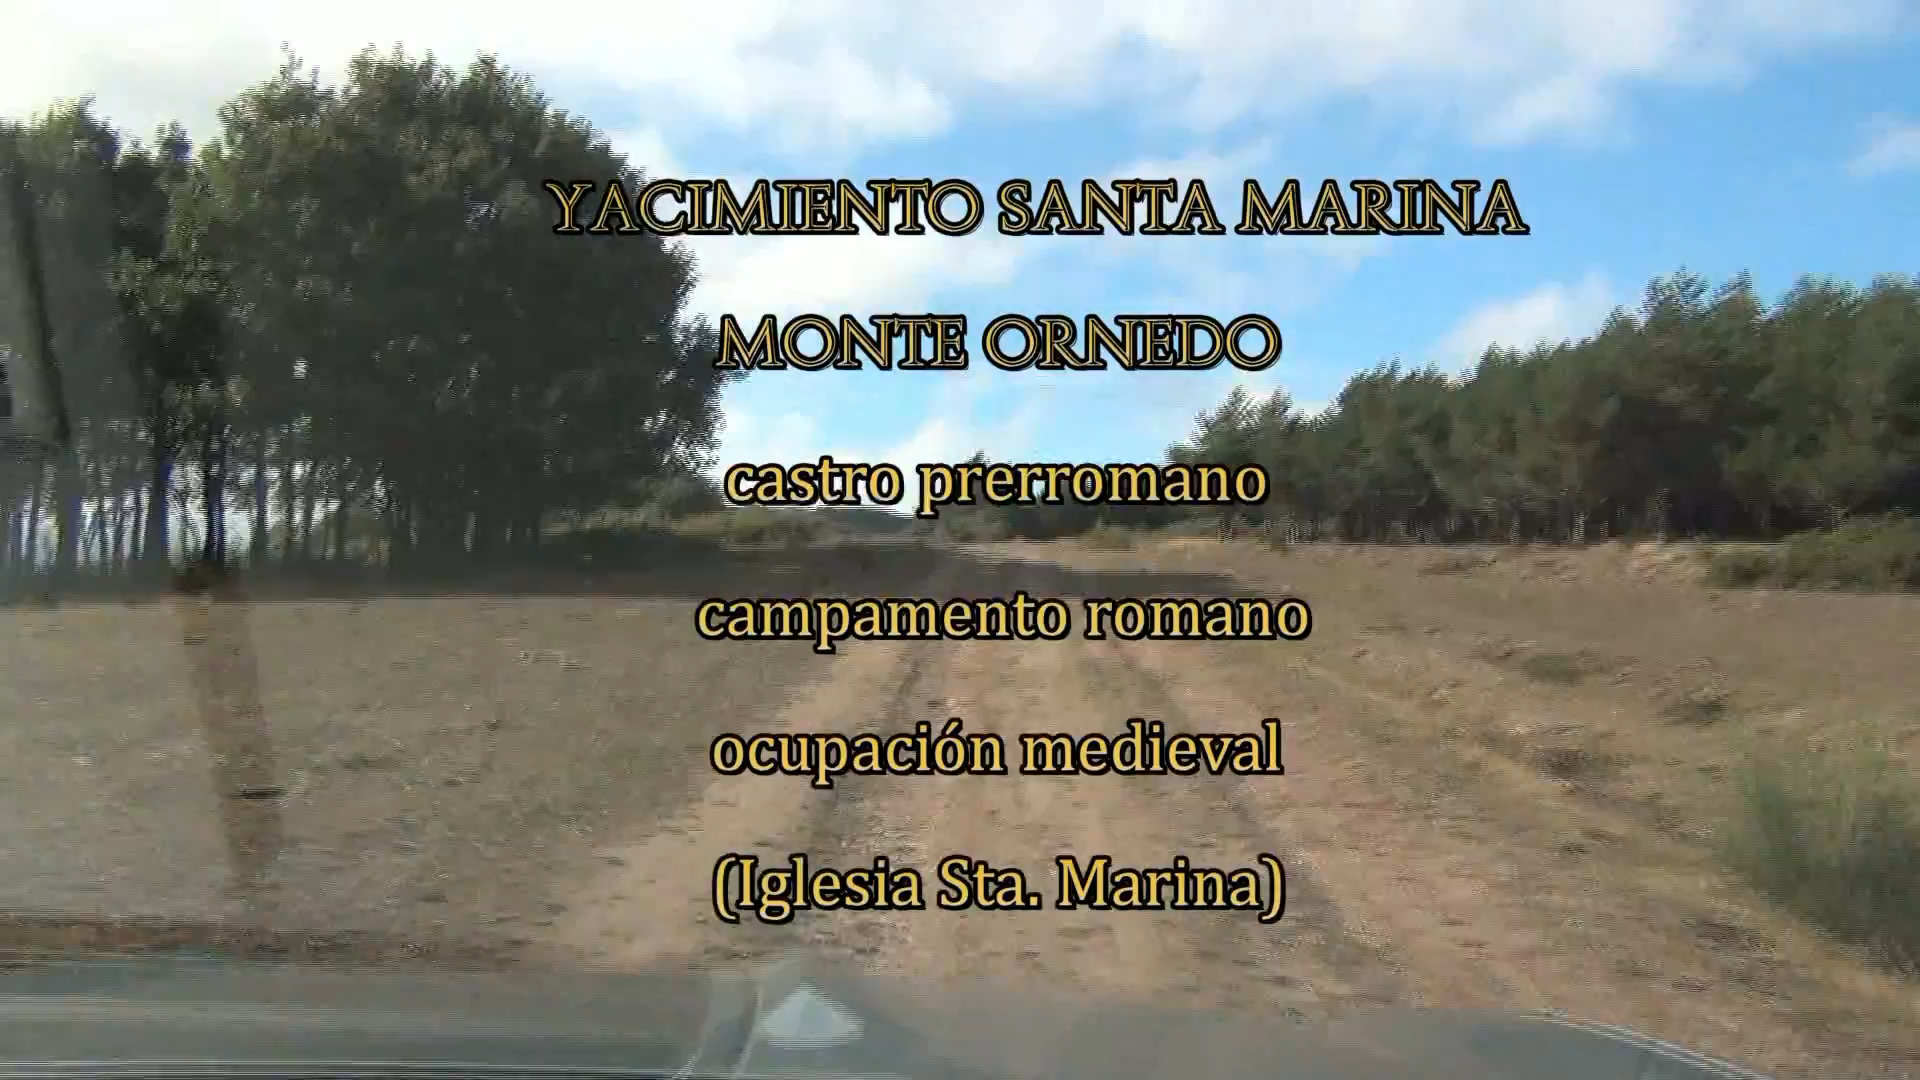 YACIMIENTO SANTA MARINA
MONTE ORNEDO
castro prerromano
campamento romano
ocupación medieval
(Iglesia Sta. Marina)